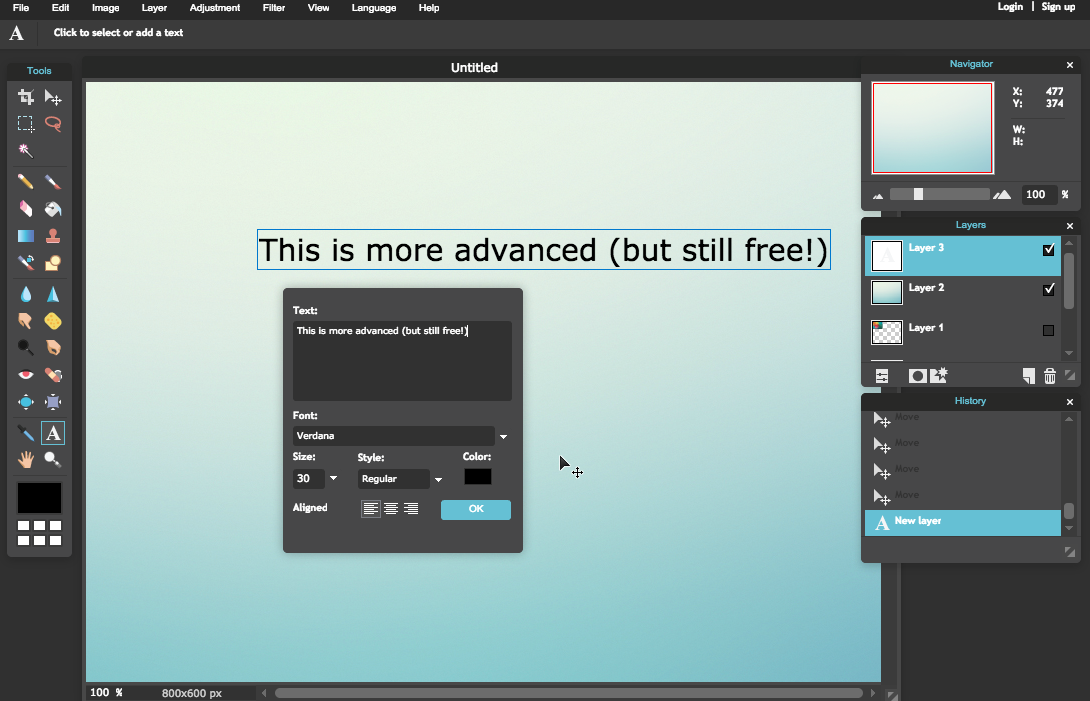 File Edit Image Layer Adjustment Filter View Language Help Login | Sign up
A Click to select or add a text
Tools
Untitled
This is more advanced (but still free!)
Text:
This is more advanced (but still free!)
Font:
Verdana
Size: Style: Color:
30 Regular
Aligned OK
100 % 800x600 px
Navigator
X: 477
Y: 374
W:
H:
100 %
Layers
Layer 3
Layer 2
Layer 1
History
Move
Move
Move
Move
A New layer